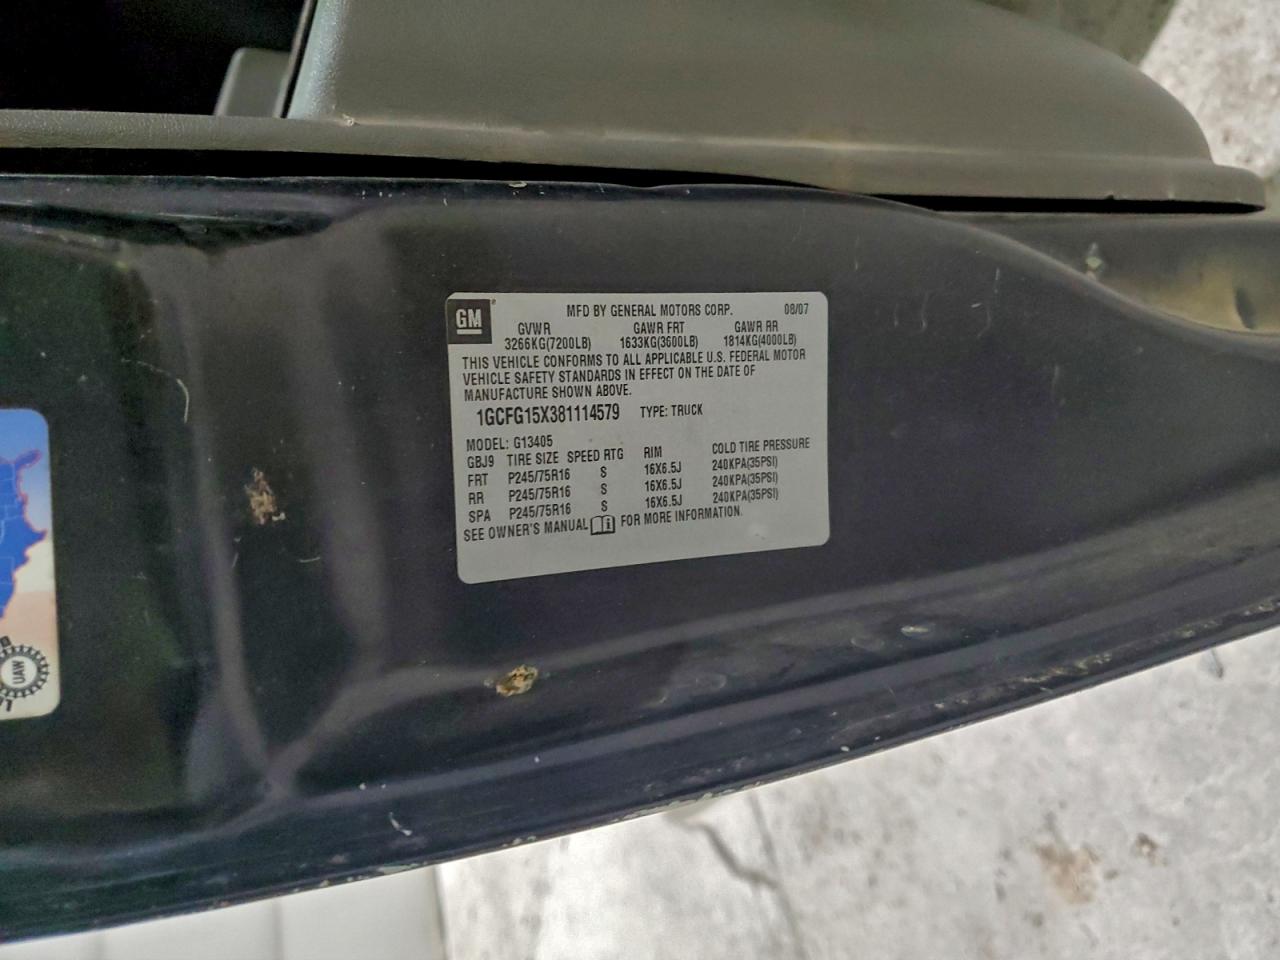 GM
MFD BY GENERAL MOTORS CORP. 08/07
GVWR GAWR FRT GAWR RR
3266KG(7200LB) 1633KG(3600LB) 1814KG(4000LB)
THIS VEHICLE CONFORMS TO ALL APPLICABLE U.S. FEDERAL MOTOR
VEHICLE SAFETY STANDARDS IN EFFECT ON THE DATE OF
MANUFACTURE SHOWN ABOVE.
1GCFG15X381114579 TYPE: TRUCK
MODEL: G13405
GBJ9 TIRE SIZE SPEED RTG RIM COLD TIRE PRESSURE
FRT P245/75R16 S 16X6.5J 240KPA(35PSI)
RR P245/75R16 S 16X6.5J 240KPA(35PSI)
SPA P245/75R16 S 16X6.5J 240KPA(35PSI)
SEE OWNER'S MANUAL FOR MORE INFORMATION.
UAW